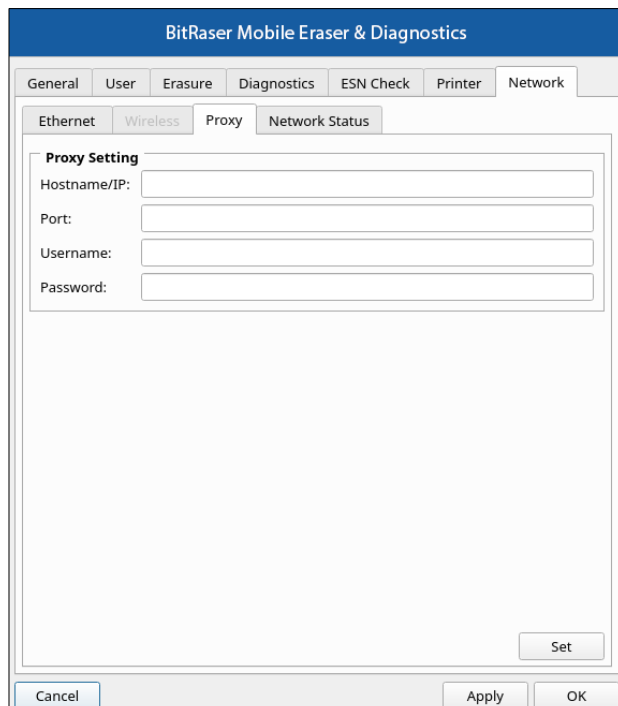 BitRaser Mobile Eraser & Diagnostics
General User Erasure Diagnostics ESN Check Printer Network
Ethernet Wireless Proxy Network Status
Proxy Setting
Hostname/IP:
Port:
Username:
Password:
Set
Cancel Apply OK